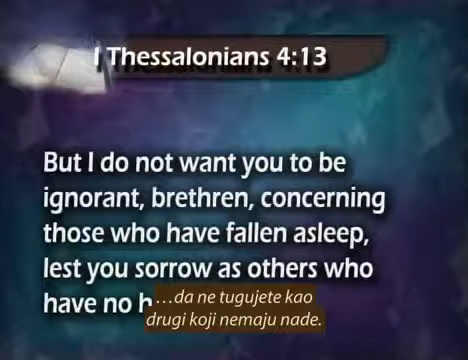 I Thessalonians 4:13
But I do not want you to be
ignorant, brethren, concerning
those who have fallen asleep,
lest you sorrow as others who
have no h
...da ne tugujete kao
drugi koji nemaju nade.